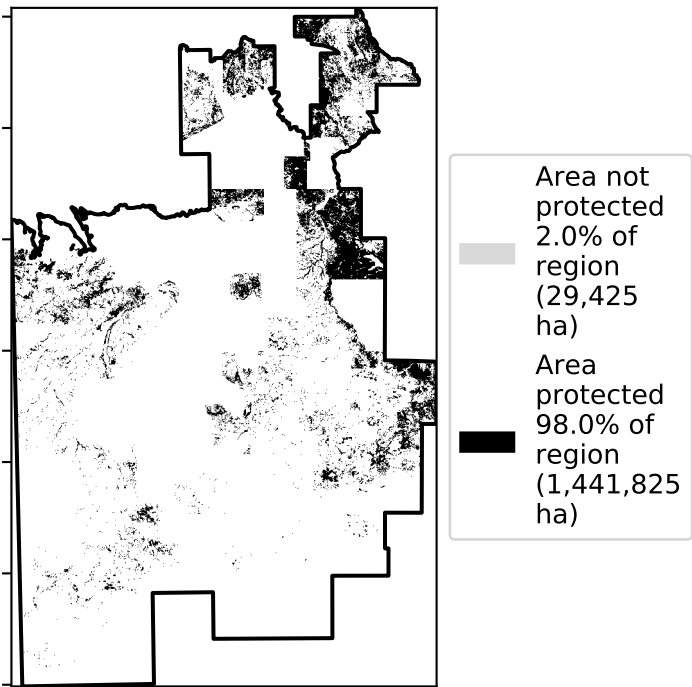 Area not
protected
2.0% of
region
(29,425
ha)
Area
protected
98.0% of
region
(1,441,825
ha)